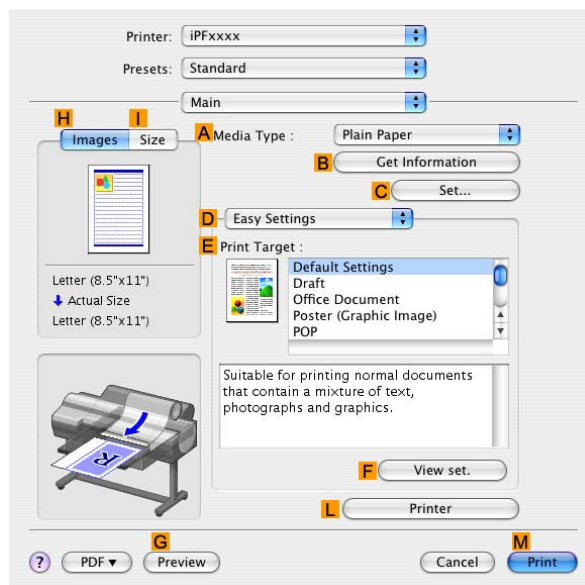 Printer: iPFxxxx
Presets: Standard
Main
H I
Images Size
A Media Type : Plain Paper
B Get Information
C Set...
D Easy Settings
E Print Target :
Default Settings
Draft
Office Document
Poster (Graphic Image)
POP
Letter (8.5"x11")
Actual Size
Letter (8.5"x11")
Suitable for printing normal documents
that contain a mixture of text,
photographs and graphics.
R
F View set.
L Printer
G M
? PDF▼ Preview Cancel Print